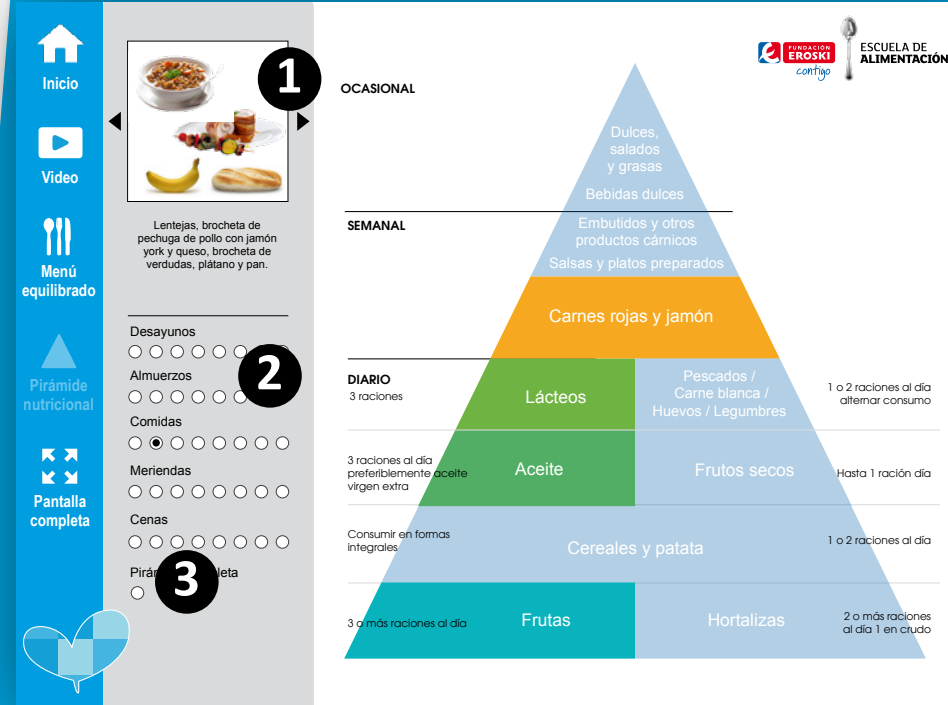 Inicio
Video
Menú
equilibrado
Pirámide
nutricional
Pantalla
completa
1
Lentejas, brocheta de
pechuga de pollo con jamón
york y queso, brocheta de
verdudas, plátano y pan.
Desayunos
2
Almuerzos
Comidas
Meriendas
Cenas
3
FUNDACIÓN
EROSKI
contigo
ESCUELA DE
ALIMENTACIÓN
OCASIONAL
Dulces,
salados
y grasas
Bebidas dulces
SEMANAL
Embutidos y otros
productos cárnicos
Salsas y platos preparados
Carnes rojas y jamón
DIARIO
3 raciones
Lácteos
Pescados /
Carne blanca /
Huevos / Legumbres
1 o 2 raciones al día
alternar consumo
3 raciones al día
preferiblemente aceite
virgen extra
Aceite
Frutos secos
Hasta 1 ración día
Consumir en formas
integrales
Cereales y patata
1 o 2 raciones al día
3 o más raciones al día
Frutas
Hortalizas
2 o más raciones
al día 1 en crudo